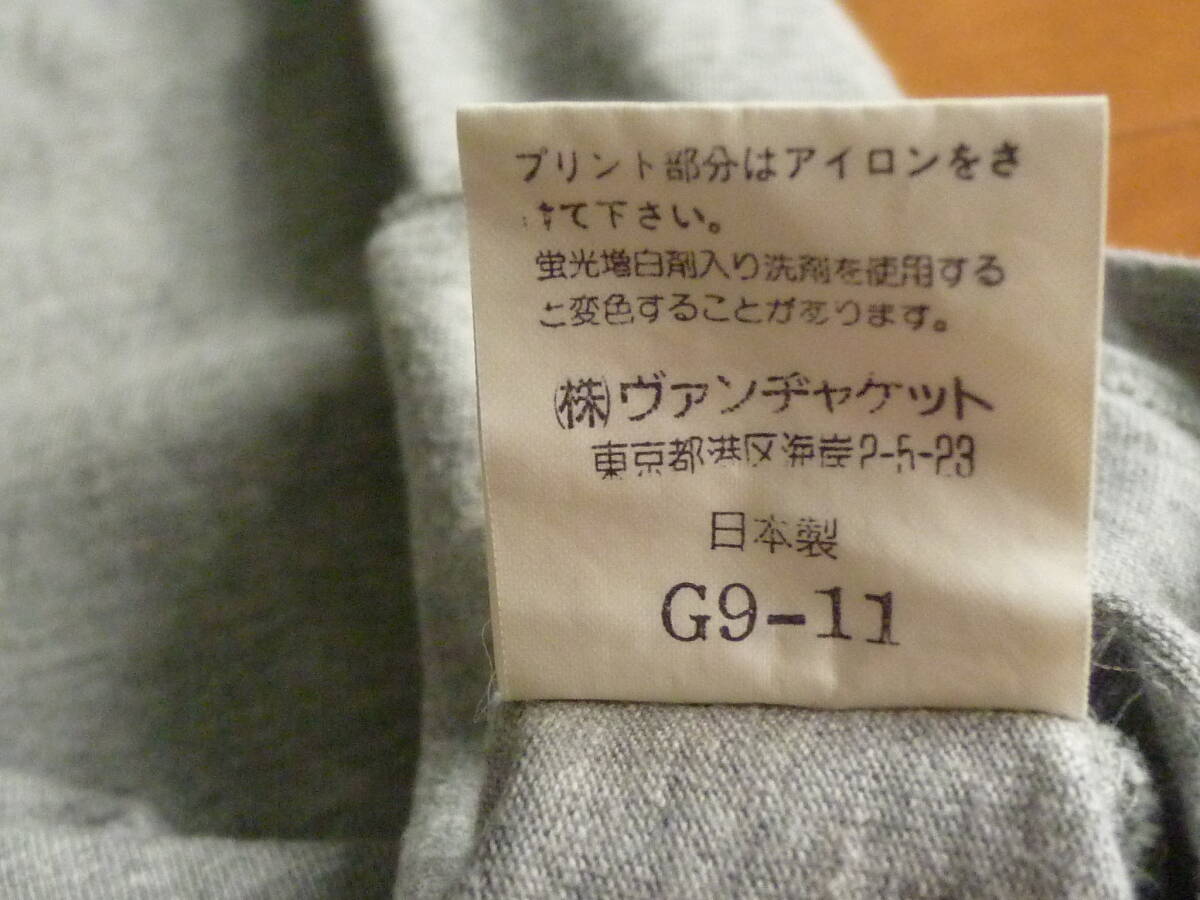 プリント部分はアイロンをさ
けて下さい。
蛍光増白剤入り洗剤を使用する
と変色することがあります。
㈱ヴァンヂャケット
東京都港区海岸2-5-23
日本製
G9-11